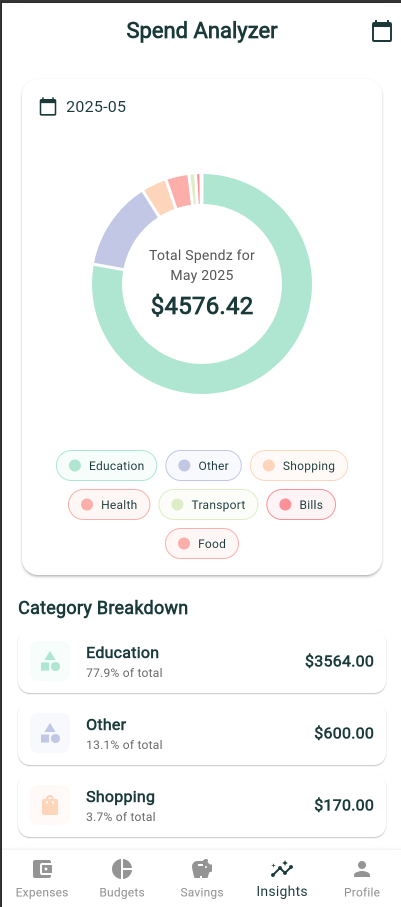 Spend Analyzer
2025-05
Total Spendz for
May 2025
$4576.42
Education Other Shopping
Health Transport Bills
Food
Category Breakdown
Education
$3564.00
77.9% of total
Other
$600.00
13.1% of total
Shopping
$170.00
3.7% of total
Expenses Budgets Savings Insights Profile